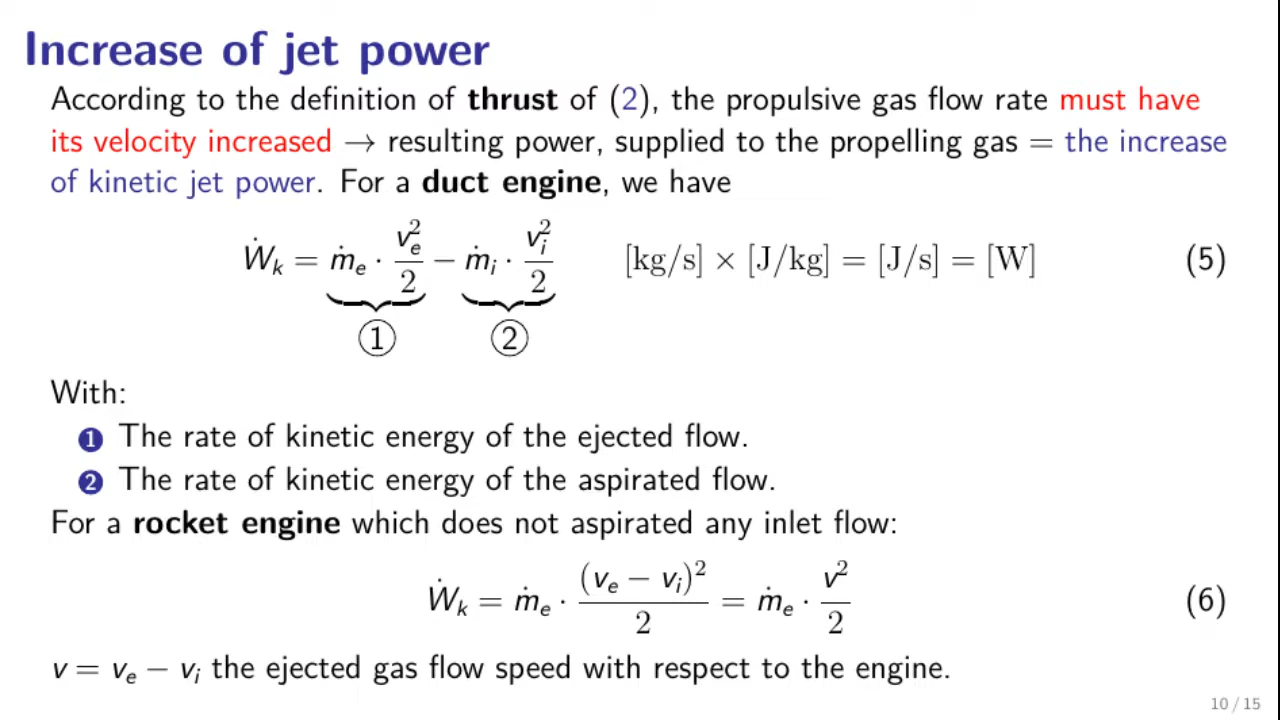 Increase of jet power
According to the definition of thrust of (2), the propulsive gas flow rate must have
its velocity increased → resulting power, supplied to the propelling gas = the increase
of kinetic jet power. For a duct engine, we have
Ẇ_k = ṁ_e · v_e²/2 − ṁ_i · v_i²/2 [kg/s] × [J/kg] = [J/s] = [W] (5)
① ②
With:
❶ The rate of kinetic energy of the ejected flow.
❷ The rate of kinetic energy of the aspirated flow.
For a rocket engine which does not aspirated any inlet flow:
Ẇ_k = ṁ_e · (v_e − v_i)²/2 = ṁ_e · v²/2 (6)
v = v_e − v_i the ejected gas flow speed with respect to the engine.
10 / 15